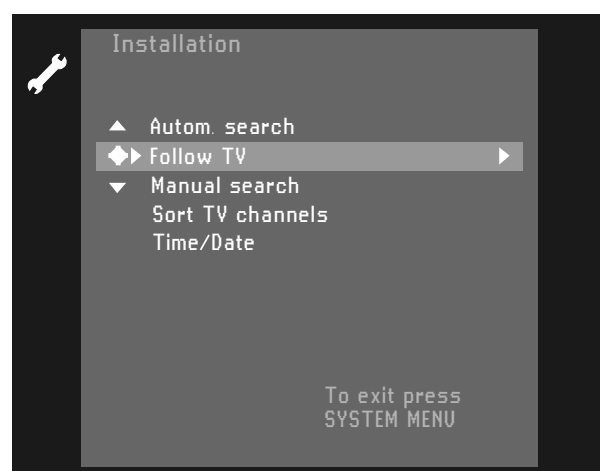 Installation
Autom. search
Follow TV
Manual search
Sort TV channels
Time/Date
To exit press
SYSTEM MENU